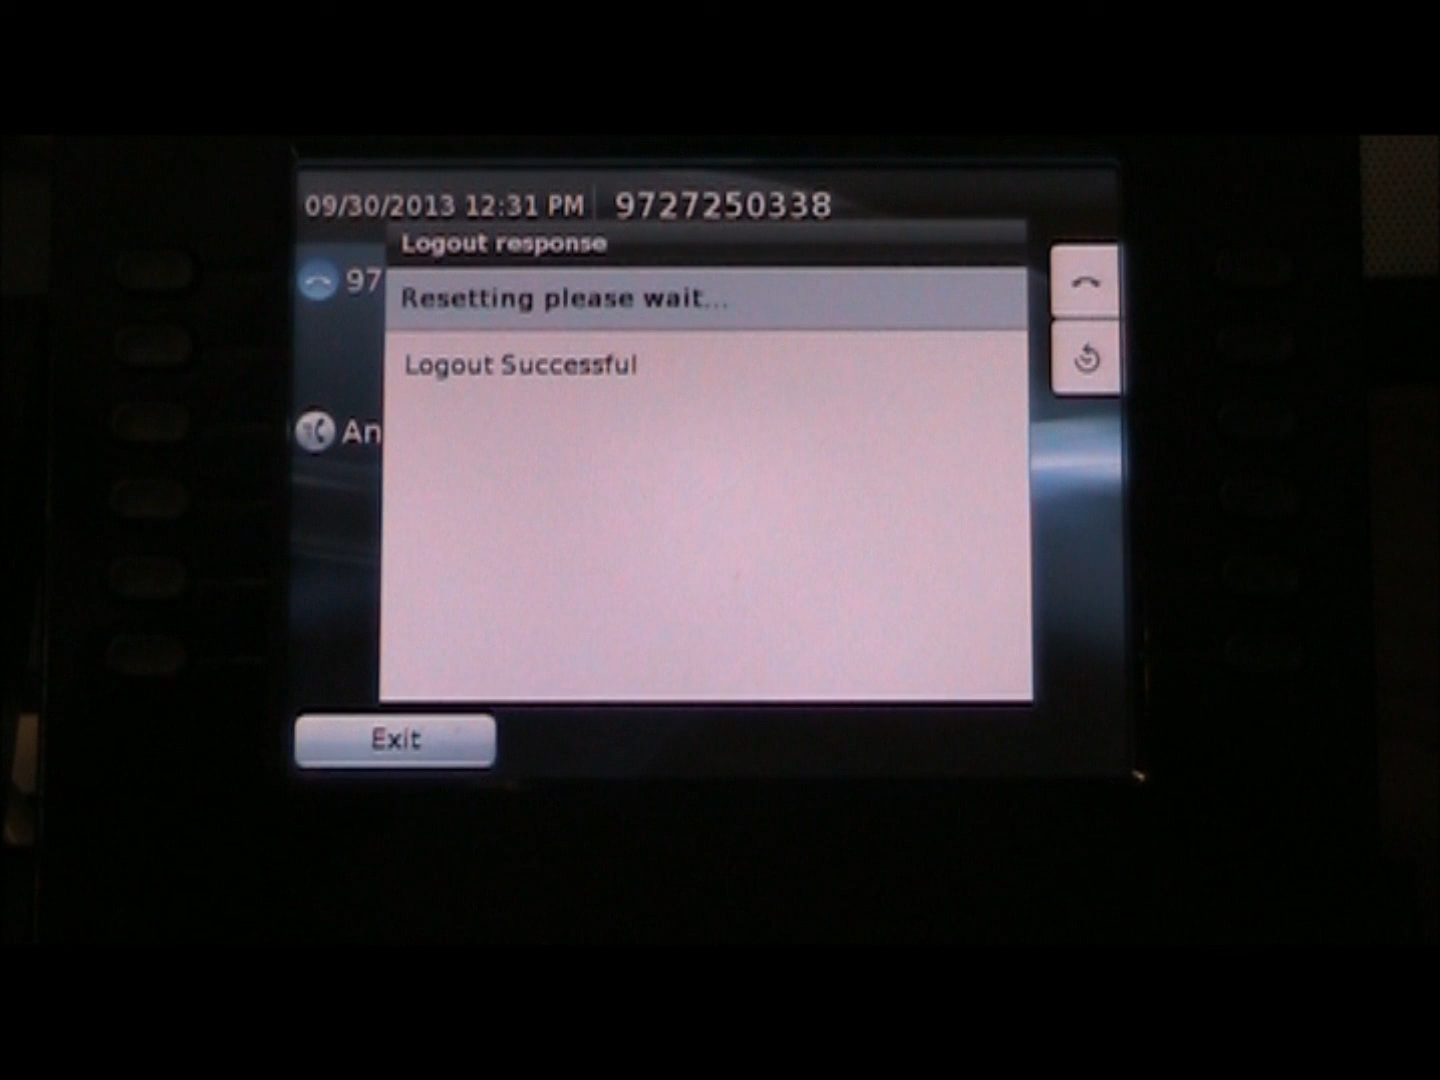 09/30/2013 12:31 PM 9727250338
Logout response
97
Resetting please wait...
Logout Successful
An
Exit